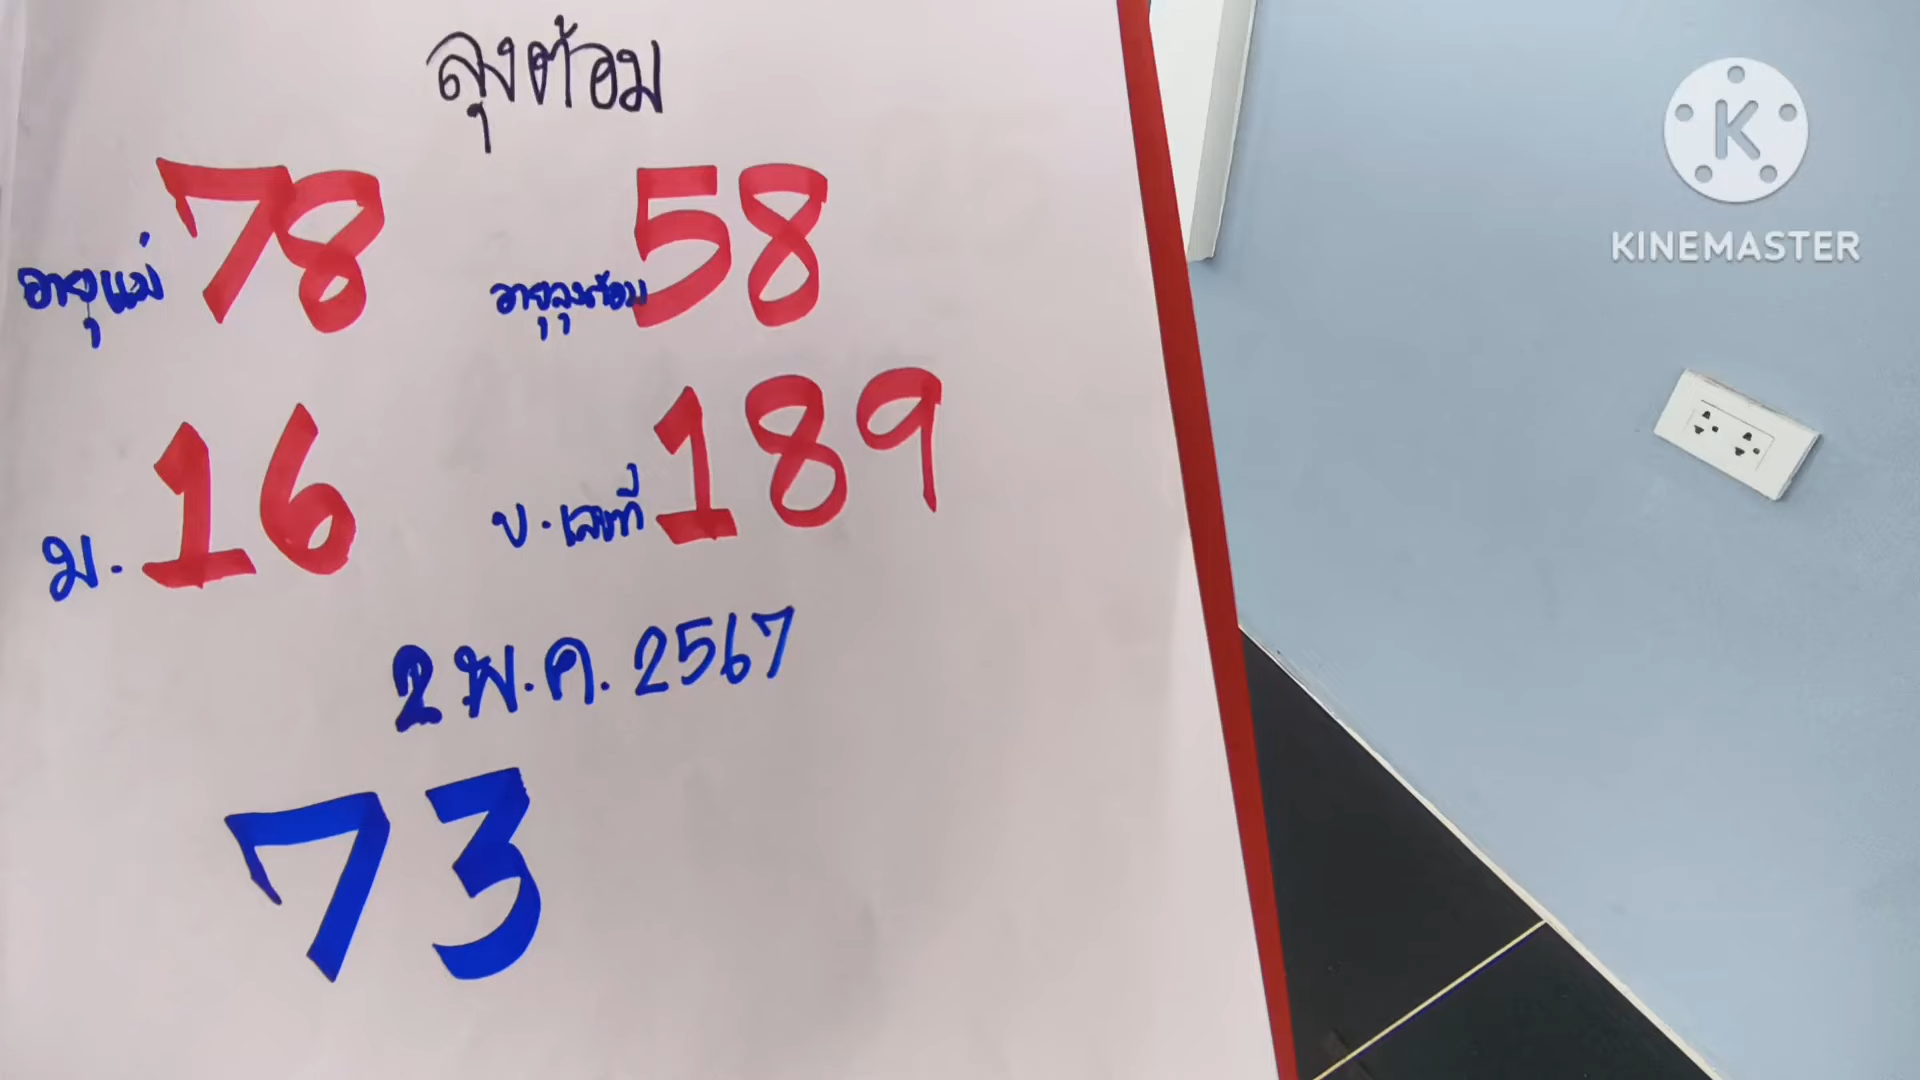 ลุงต้อม
อายุแม่ 78 อายุลุงต้อม 58
ม. 16 บ.เลขที่ 189
2 พ.ค. 2567
73
KINEMASTER